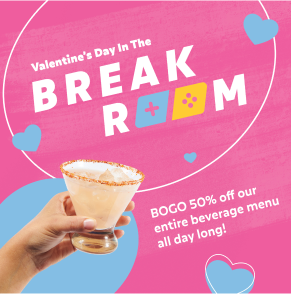 Valentine's Day In The
BREAK
ROOM
BOGO 50% off our
entire beverage menu
all day long!